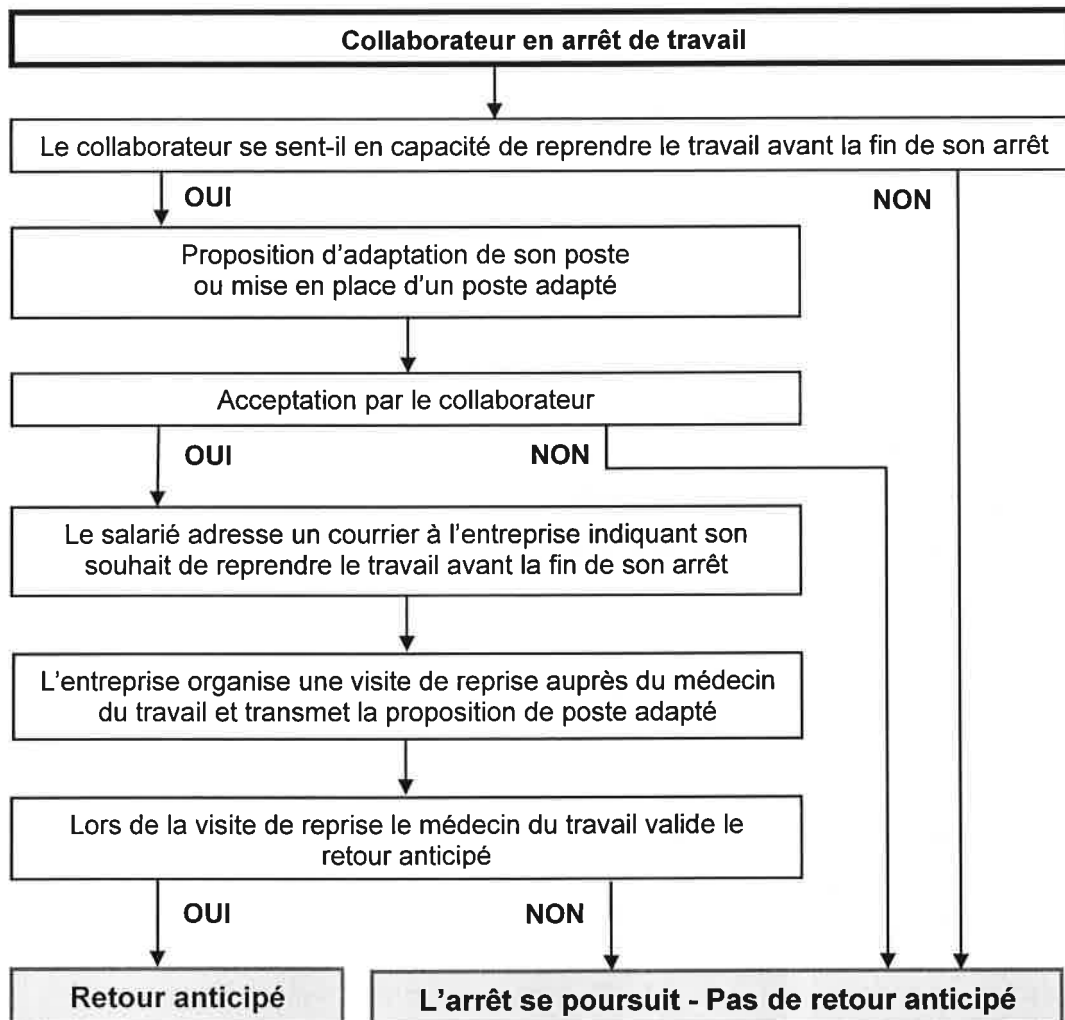 Collaborateur en arrêt de travail
Le collaborateur se sent-il en capacité de reprendre le travail avant la fin de son arrêt
OUI
NON
Proposition d'adaptation de son poste
ou mise en place d'un poste adapté
Acceptation par le collaborateur
OUI
NON
Le salarié adresse un courrier à l'entreprise indiquant son
souhait de reprendre le travail avant la fin de son arrêt
L'entreprise organise une visite de reprise auprès du médecin
du travail et transmet la proposition de poste adapté
Lors de la visite de reprise le médecin du travail valide le
retour anticipé
OUI
NON
Retour anticipé
L'arrêt se poursuit - Pas de retour anticipé